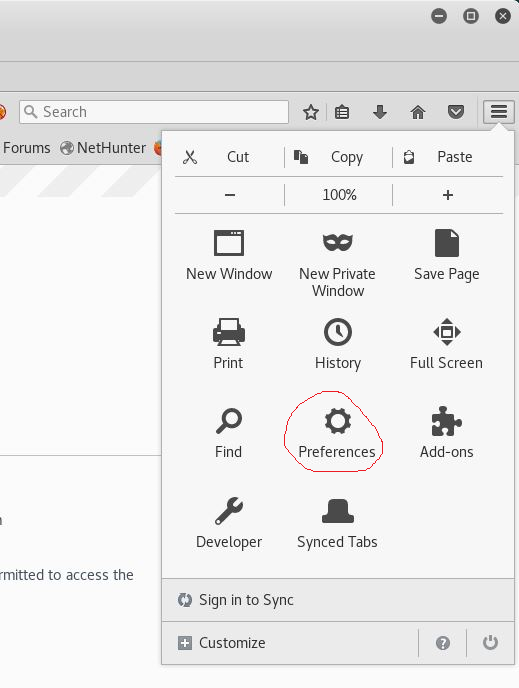 Search
Forums NetHunter
Cut Copy Paste
− 100% +
New Window New Private Window Save Page
Print History Full Screen
Find Preferences Add-ons
Developer Synced Tabs
n
rmitted to access the
Sign in to Sync
Customize ?